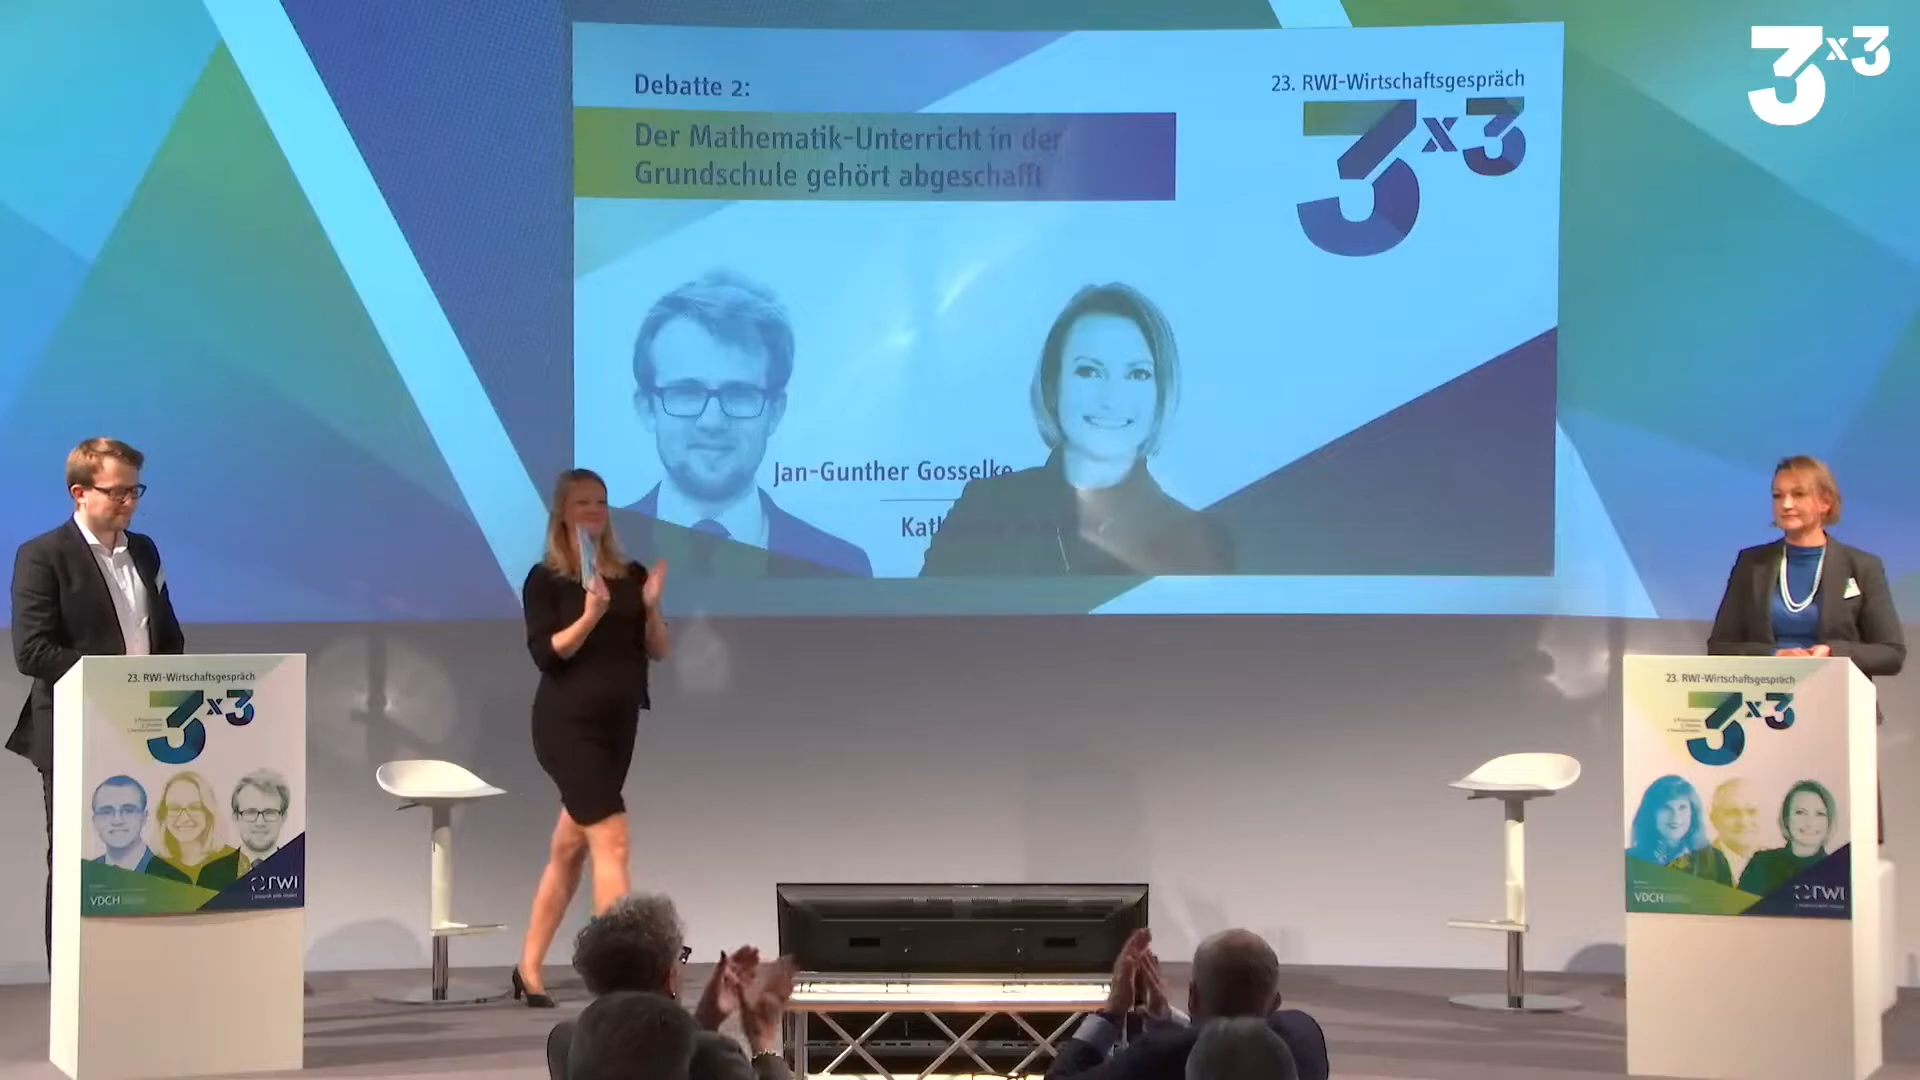 3x3
Debatte 2:
Der Mathematik-Unterricht in der
Grundschule gehört abgeschafft
23. RWI-Wirtschaftsgespräch
3x3
Jan-Gunther Gosselke
23. RWI-Wirtschaftsgespräch
3x3
RWI
VDCH
23. RWI-Wirtschaftsgespräch
3x3
RWI
VDCH